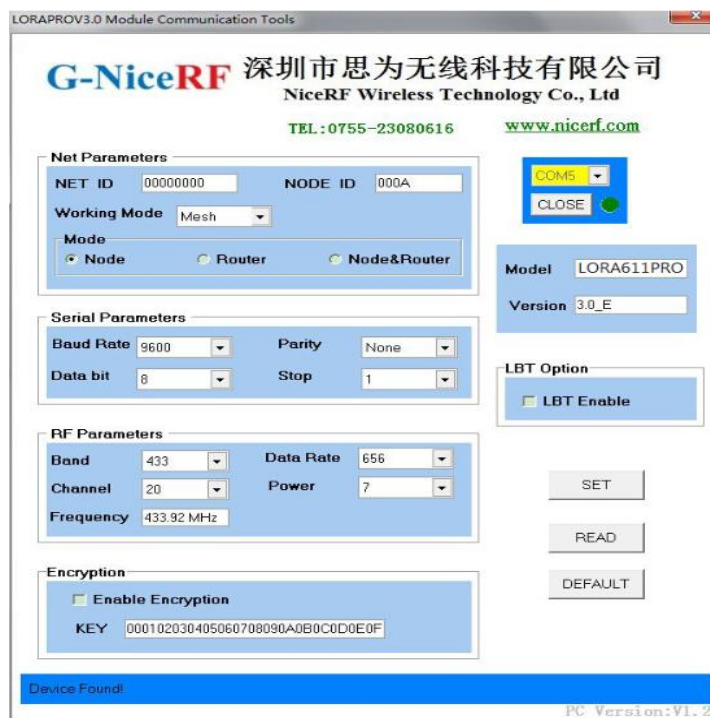 LORAPROV3.0 Module Communication Tools
G-NiceRF 深圳市思为无线科技有限公司
NiceRF Wireless Technology Co., Ltd
TEL:0755-23080616 www.nicerf.com
Net Parameters
NET ID 00000000 NODE ID 000A
Working Mode Mesh
Mode
Node Router Node&Router
COM5
CLOSE
Model LORA611PRO
Version 3.0_E
Serial Parameters
Baud Rate 9600 Parity None
Data bit 8 Stop 1
LBT Option
LBT Enable
RF Parameters
Band 433 Data Rate 656
Channel 20 Power 7
Frequency 433.92 MHz
SET
READ
DEFAULT
Encryption
Enable Encryption
KEY 000102030405060708090A0B0C0D0E0F
Device Found!
PC Version:V1.2